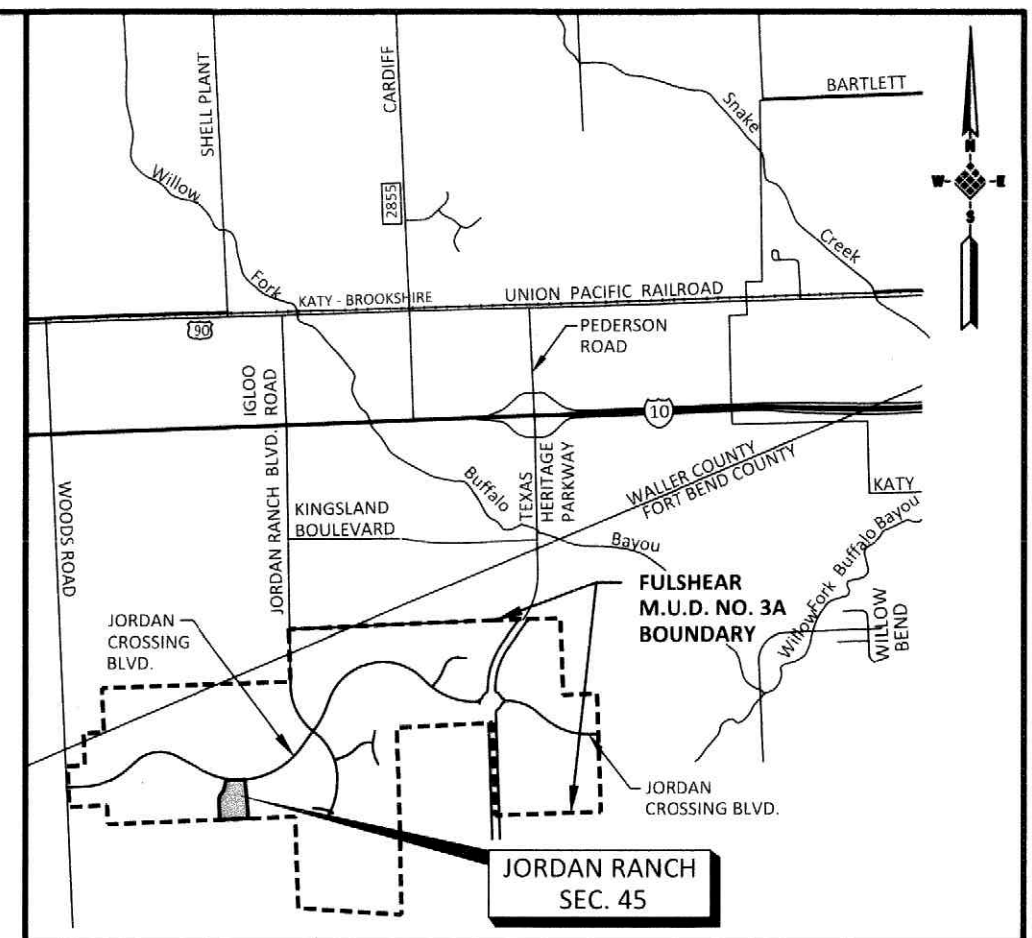 SHELL PLANT
CARDIFF
2855
BARTLETT
Snake
Creek
N
W
E
S
Willow
Fork
KATY - BROOKSHIRE
UNION PACIFIC RAILROAD
90
PEDERSON
ROAD
IGLOO
ROAD
10
WOODS ROAD
JORDAN RANCH BLVD.
KINGSLAND
BOULEVARD
Buffalo
Bayou
TEXAS
HERITAGE
PARKWAY
WALLER COUNTY
FORT BEND COUNTY
KATY
Willow Fork Buffalo Bayou
WILLOW
BEND
JORDAN
CROSSING
BLVD.
FULSHEAR
M.U.D. NO. 3A
BOUNDARY
JORDAN
CROSSING BLVD.
JORDAN RANCH
SEC. 45